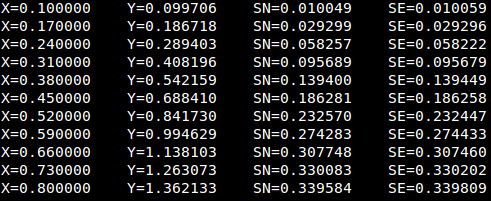 X=0.100000 Y=0.099706 SN=0.010049 SE=0.010059
X=0.170000 Y=0.186718 SN=0.029299 SE=0.029296
X=0.240000 Y=0.289403 SN=0.058257 SE=0.058222
X=0.310000 Y=0.408196 SN=0.095689 SE=0.095679
X=0.380000 Y=0.542159 SN=0.139400 SE=0.139449
X=0.450000 Y=0.688410 SN=0.186281 SE=0.186258
X=0.520000 Y=0.841730 SN=0.232570 SE=0.232447
X=0.590000 Y=0.994629 SN=0.274283 SE=0.274433
X=0.660000 Y=1.138103 SN=0.307748 SE=0.307460
X=0.730000 Y=1.263073 SN=0.330083 SE=0.330202
X=0.800000 Y=1.362133 SN=0.339584 SE=0.339809